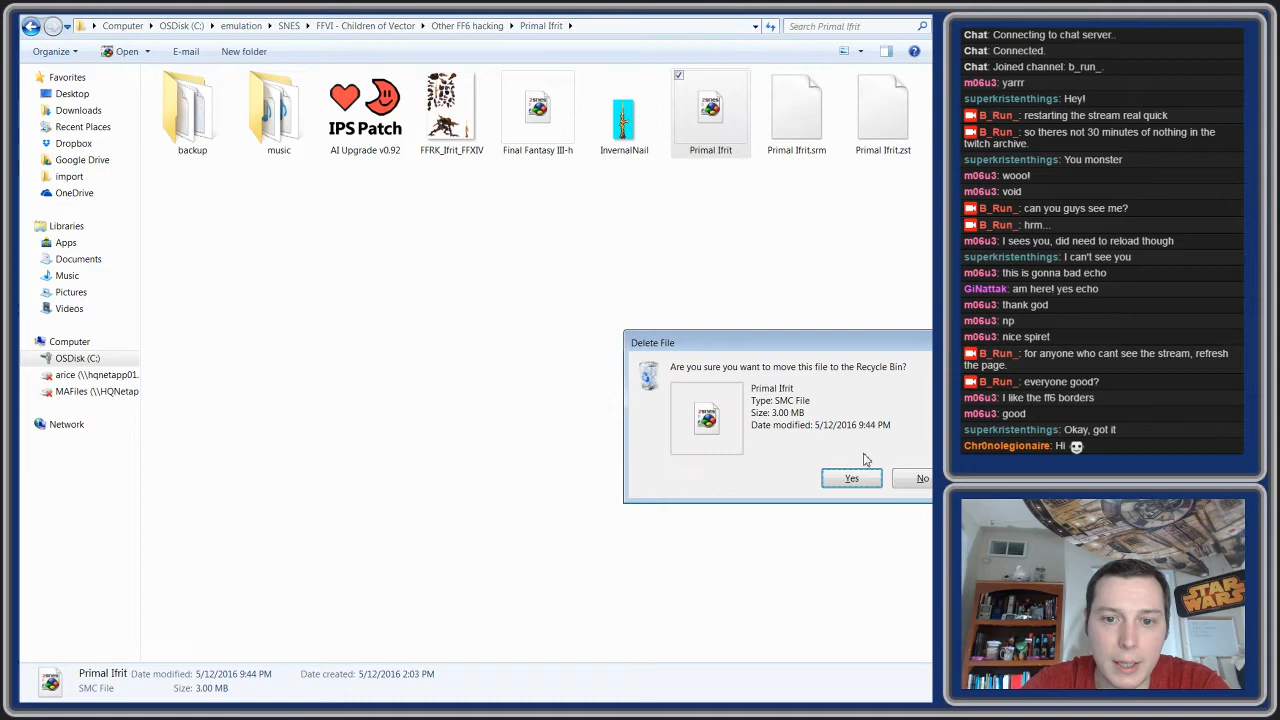 Computer ▸ OSDisk (C:) ▸ emulation ▸ SNES ▸ FFVI - Children of Vector ▸ Other FF6 hacking ▸ Primal Ifrit ▸
Search Primal Ifrit
Organize
Open
E-mail
New folder
Favorites
Desktop
Downloads
Recent Places
Dropbox
Google Drive
import
OneDrive
Libraries
Apps
Documents
Music
Pictures
Videos
Computer
OSDisk (C:)
arice (\\hqnetapp01.
MAFiles (\\HQNetap
Network
zsnes
zsnes
IPS Patch
backup
music
AI Upgrade v0.92
FFRK_Ifrit_FFXIV
Final Fantasy III-h
InvernalNail
Primal Ifrit
Primal Ifrit.srm
Primal Ifrit.zst
Delete File
Are you sure you want to move this file to the Recycle Bin?
zsnes
Primal Ifrit
Type: SMC File
Size: 3.00 MB
Date modified: 5/12/2016 9:44 PM
Yes
No
zsnes
Primal Ifrit Date modified: 5/12/2016 9:44 PM Date created: 5/12/2016 2:03 PM
SMC File Size: 3.00 MB
Chat: Connecting to chat server..
Chat: Connected.
Chat: Joined channel: b_run_.
m06u3: yarrr
superkristenthings: Hey!
B_Run_: restarting the stream real quick
B_Run_: so theres not 30 minutes of nothing in the
twitch archive.
superkristenthings: You monster
m06u3: wooo!
m06u3: void
B_Run_: can you guys see me?
B_Run_: hrm...
m06u3: I sees you, did need to reload though
superkristenthings: I can't see you
m06u3: this is gonna bad echo
GiNattak: am here! yes echo
m06u3: thank god
m06u3: np
m06u3: nice spiret
B_Run_: for anyone who cant see the stream, refresh
the page.
B_Run_: everyone good?
m06u3: I like the ff6 borders
m06u3: good
superkristenthings: Okay, got it
Chr0nolegionaire: Hi
STAR
WARS